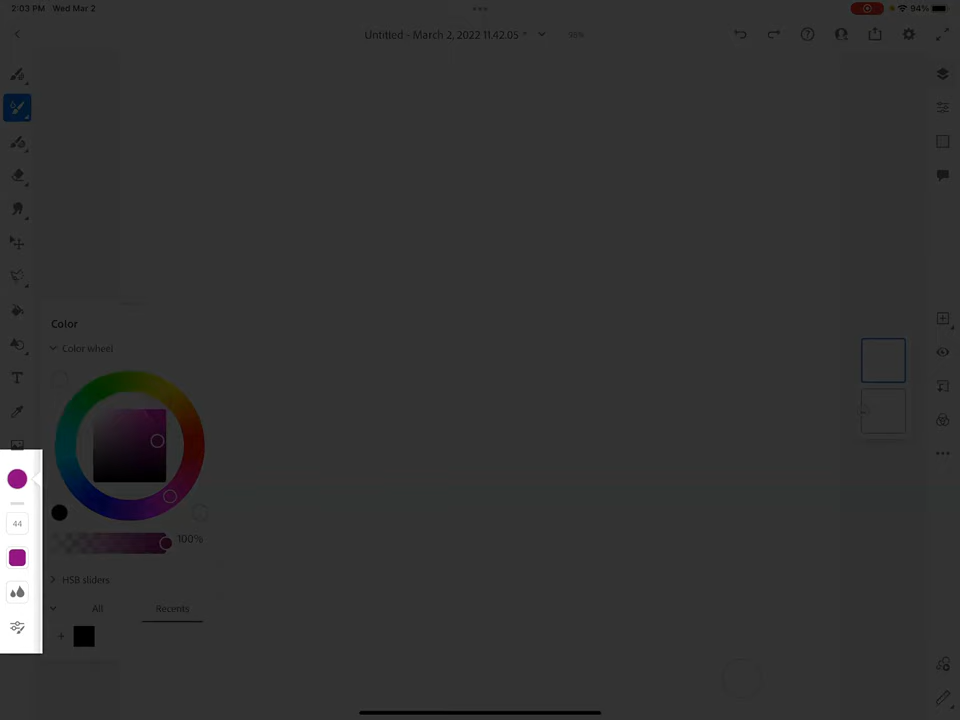 2:03 PM Wed Mar 2
94%
Untitled - March 2, 2022 11.42.05 *
98%
Color
Color wheel
100%
HSB sliders
All Recents
44
T